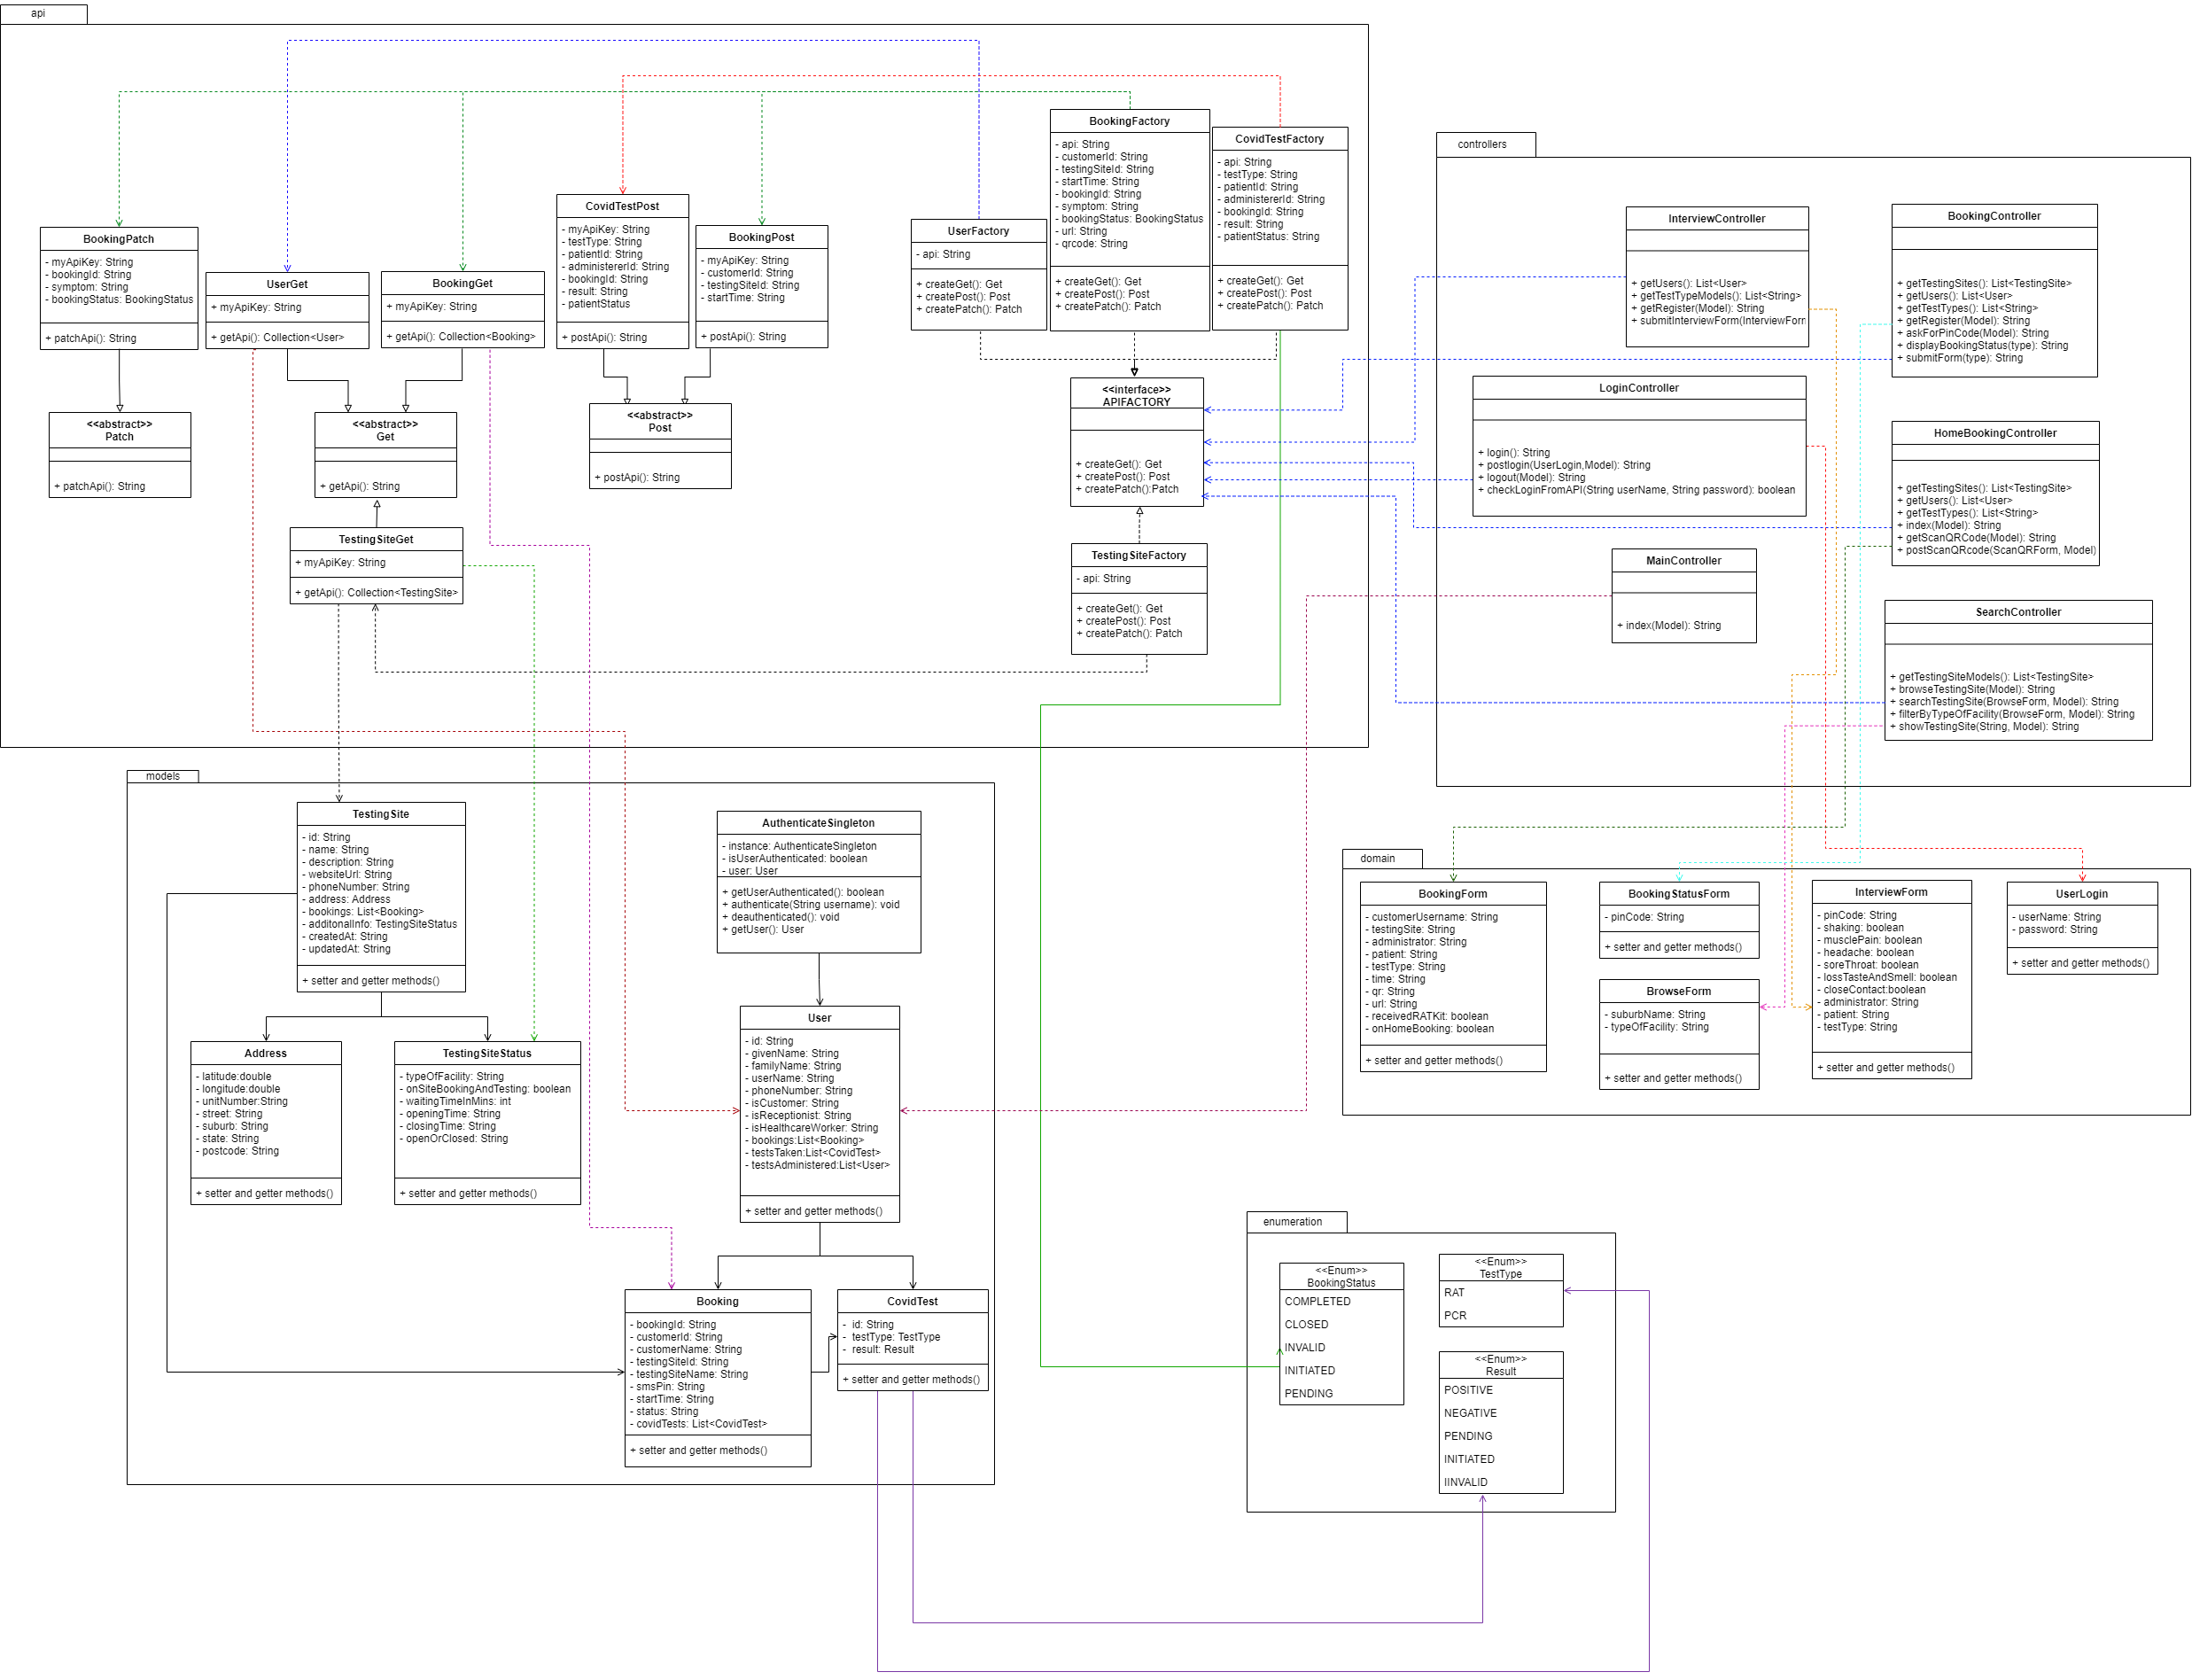 api
BookingPatch
- myApiKey: String
- bookingId: String
- symptom: String
- bookingStatus: BookingStatus
+ patchApi(): String
UserGet
+ myApiKey: String
+ getApi(): Collection<User>
BookingGet
+ myApiKey: String
+ getApi(): Collection<Booking>
CovidTestPost
- myApiKey: String
- testType: String
- patientId: String
- administererId: String
- bookingId: String
- result: String
- patientStatus
+ postApi(): String
BookingPost
- myApiKey: String
- customerId: String
- testingSiteId: String
- startTime: String
+ postApi(): String
UserFactory
- api: String
+ createGet(): Get
+ createPost(): Post
+ createPatch(): Patch
BookingFactory
- api: String
- customerId: String
- testingSiteId: String
- startTime: String
- bookingId: String
- symptom: String
- bookingStatus: BookingStatus
- url: String
- qrcode: String
+ createGet(): Get
+ createPost(): Post
+ createPatch(): Patch
CovidTestFactory
- api: String
- testType: String
- patientId: String
- administererId: String
- bookingId: String
- result: String
- patientStatus: String
+ createGet(): Get
+ createPost(): Post
+ createPatch(): Patch
<<abstract>>
Patch
+ patchApi(): String
<<abstract>>
Get
+ getApi(): String
<<abstract>>
Post
+ postApi(): String
<<interface>>
APIFACTORY
+ createGet(): Get
+ createPost(): Post
+ createPatch():Patch
TestingSiteGet
+ myApiKey: String
+ getApi(): Collection<TestingSite>
TestingSiteFactory
- api: String
+ createGet(): Get
+ createPost(): Post
+ createPatch(): Patch
controllers
InterviewController
+ getUsers(): List<User>
+ getTestTypeModels(): List<String>
+ getRegister(Model): String
+ submitInterviewForm(InterviewForm
BookingController
+ getTestingSites(): List<TestingSite>
+ getUsers(): List<User>
+ getTestTypes(): List<String>
+ getRegister(Model): String
+ askForPinCode(Model): String
+ displayBookingStatus(type): String
+ submitForm(type): String
LoginController
+ login(): String
+ postlogin(UserLogin,Model): String
+ logout(Model): String
+ checkLoginFromAPI(String userName, String password): boolean
HomeBookingController
+ getTestingSites(): List<TestingSite>
+ getUsers(): List<User>
+ getTestTypes(): List<String>
+ index(Model): String
+ getScanQRCode(Model): String
+ postScanQRcode(ScanQRForm, Model)
MainController
+ index(Model): String
SearchController
+ getTestingSiteModels(): List<TestingSite>
+ browseTestingSite(Model): String
+ searchTestingSite(BrowseForm, Model): String
+ filterByTypeOfFacility(BrowseForm, Model): String
+ showTestingSite(String, Model): String
models
TestingSite
- id: String
- name: String
- description: String
- websiteUrl: String
- phoneNumber: String
- address: Address
- bookings: List<Booking>
- additonalInfo: TestingSiteStatus
- createdAt: String
- updatedAt: String
+ setter and getter methods()
AuthenticateSingleton
- instance: AuthenticateSingleton
- isUserAuthenticated: boolean
- user: User
+ getUserAuthenticated(): boolean
+ authenticate(String username): void
+ deauthenticated(): void
+ getUser(): User
Address
- latitude:double
- longitude:double
- unitNumber:String
- street: String
- suburb: String
- state: String
- postcode: String
+ setter and getter methods()
TestingSiteStatus
- typeOfFacility: String
- onSiteBookingAndTesting: boolean
- waitingTimeInMins: int
- openingTime: String
- closingTime: String
- openOrClosed: String
+ setter and getter methods()
User
- id: String
- givenName: String
- familyName: String
- userName: String
- phoneNumber: String
- isCustomer: String
- isReceptionist: String
- isHealthcareWorker: String
- bookings:List<Booking>
- testsTaken:List<CovidTest>
- testsAdministered:List<User>
+ setter and getter methods()
Booking
- bookingId: String
- customerId: String
- customerName: String
- testingSiteId: String
- testingSiteName: String
- smsPin: String
- startTime: String
- status: String
- covidTests: List<CovidTest>
+ setter and getter methods()
CovidTest
- id: String
- testType: TestType
- result: Result
+ setter and getter methods()
domain
BookingForm
- customerUsername: String
- testingSite: String
- administrator: String
- patient: String
- testType: String
- time: String
- qr: String
- url: String
- receivedRATKit: boolean
- onHomeBooking: boolean
+ setter and getter methods()
BookingStatusForm
- pinCode: String
+ setter and getter methods()
BrowseForm
- suburbName: String
- typeOfFacility: String
+ setter and getter methods()
InterviewForm
- pinCode: String
- shaking: boolean
- musclePain: boolean
- headache: boolean
- soreThroat: boolean
- lossTasteAndSmell: boolean
- closeContact:boolean
- administrator: String
- patient: String
- testType: String
+ setter and getter methods()
UserLogin
- userName: String
- password: String
+ setter and getter methods()
enumeration
<<Enum>>
BookingStatus
COMPLETED
CLOSED
INVALID
INITIATED
PENDING
<<Enum>>
TestType
RAT
PCR
<<Enum>>
Result
POSITIVE
NEGATIVE
PENDING
INITIATED
IINVALID